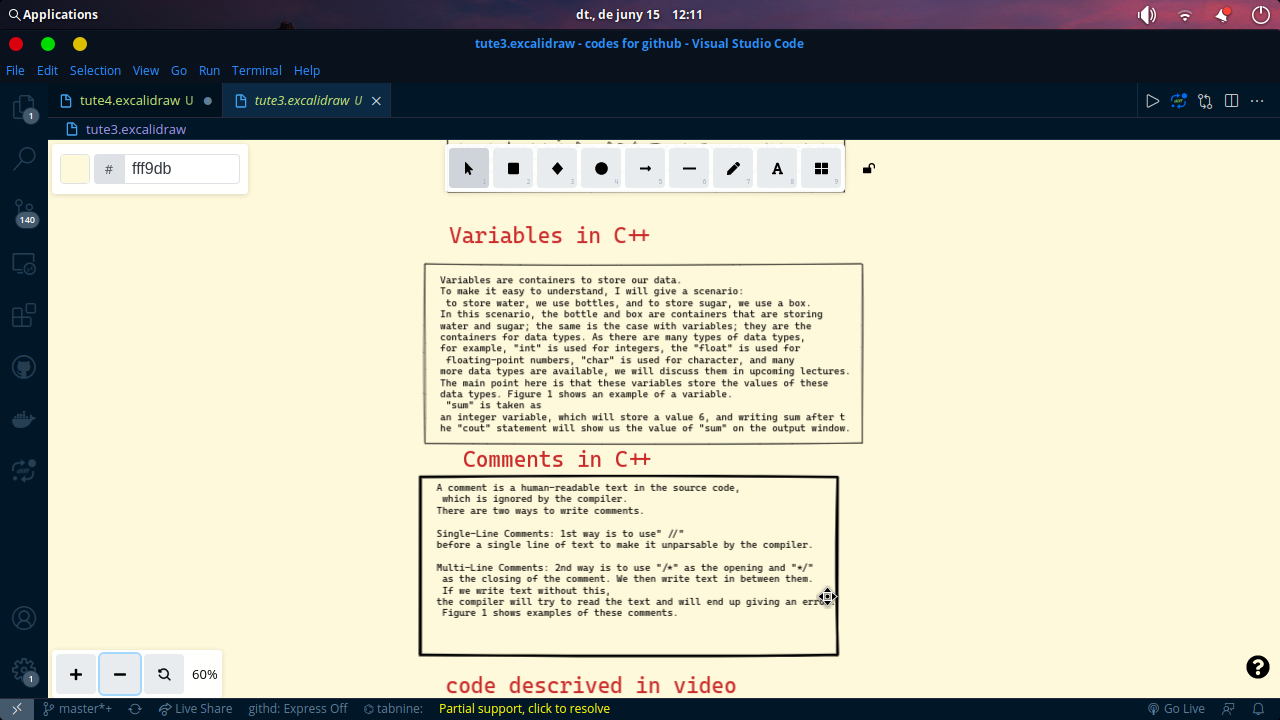 Applications
dt., de juny 15 12:11
tute3.excalidraw - codes for github - Visual Studio Code
File Edit Selection View Go Run Terminal Help
tute4.excalidraw U
tute3.excalidraw U
tute3.excalidraw
# fff9db
1 2 3 4 5 6 7 8 9
1
140
1
Variables in C++
Variables are containers to store our data.
To make it easy to understand, I will give a scenario:
to store water, we use bottles, and to store sugar, we use a box.
In this scenario, the bottle and box are containers that are storing
water and sugar; the same is the case with variables; they are the
containers for data types. As there are many types of data types,
for example, "int" is used for integers, the "float" is used for
floating-point numbers, "char" is used for character, and many
more data types are available, we will discuss them in upcoming lectures.
The main point here is that these variables store the values of these
data types. Figure 1 shows an example of a variable.
"sum" is taken as
an integer variable, which will store a value 6, and writing sum after t
he "cout" statement will show us the value of "sum" on the output window.
Comments in C++
A comment is a human-readable text in the source code,
which is ignored by the compiler.
There are two ways to write comments.
Single-Line Comments: 1st way is to use" //"
before a single line of text to make it unparsable by the compiler.
Multi-Line Comments: 2nd way is to use "/*" as the opening and "*/"
as the closing of the comment. We then write text in between them.
If we write text without this,
the compiler will try to read the text and will end up giving an
Figure 1 shows examples of these comments.
code descrived in video
60%
master*+ Live Share githd: Express Off tabnine: Partial support, click to resolve Go Live